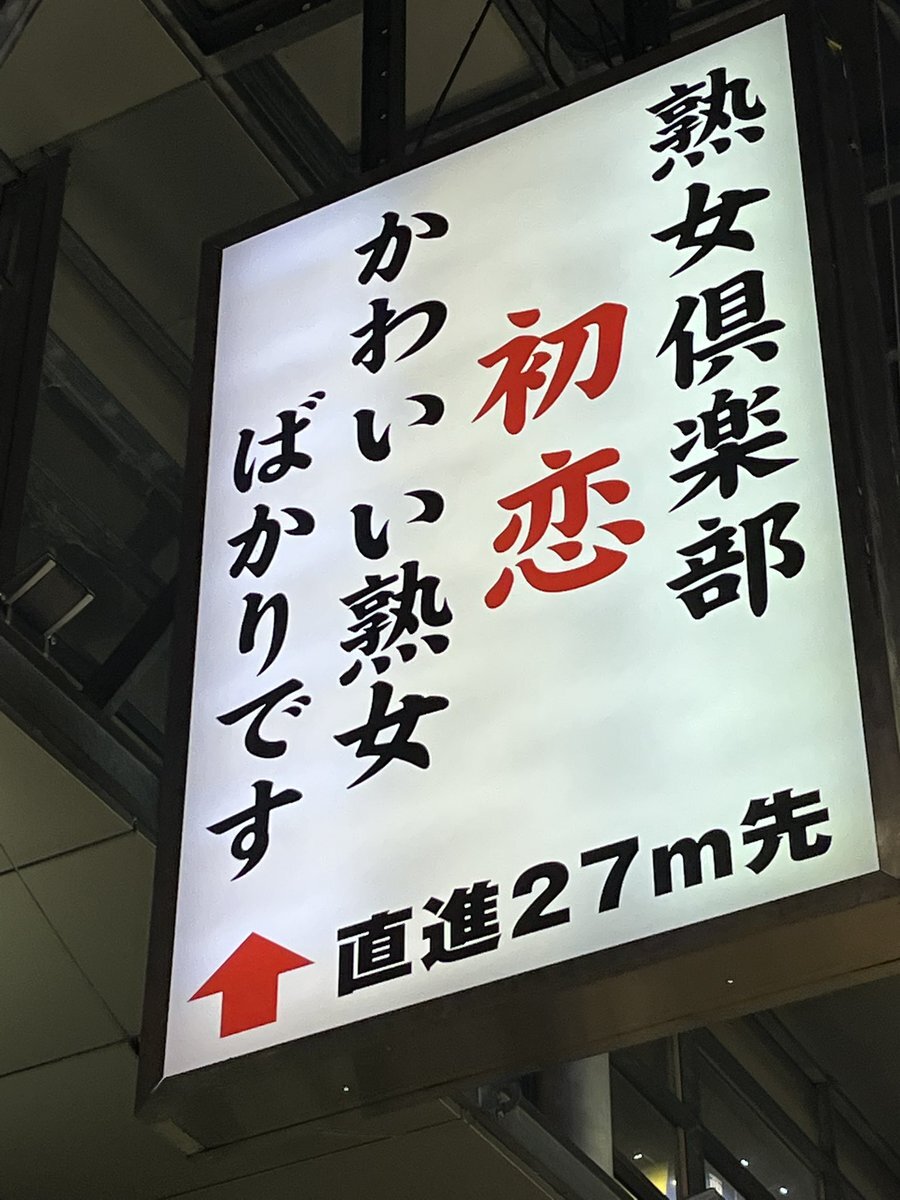 熟女倶楽部
初恋
かわいい熟女
ばかりです
直進27m先